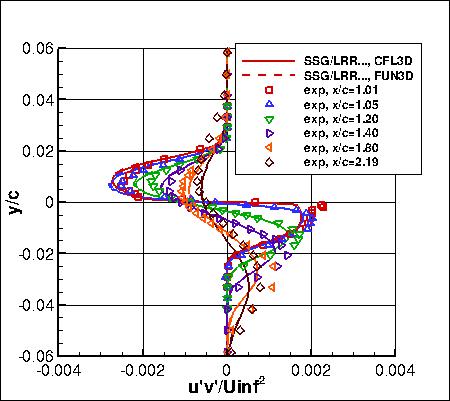 0.06
0.04
0.02
0
-0.02
-0.04
-0.06
y/c
SSG/LRR..., CFL3D
SSG/LRR..., FUN3D
exp, x/c=1.01
exp, x/c=1.05
exp, x/c=1.20
exp, x/c=1.40
exp, x/c=1.80
exp, x/c=2.19
-0.004
-0.002
0
0.002
0.004
u'v'/Uinf²